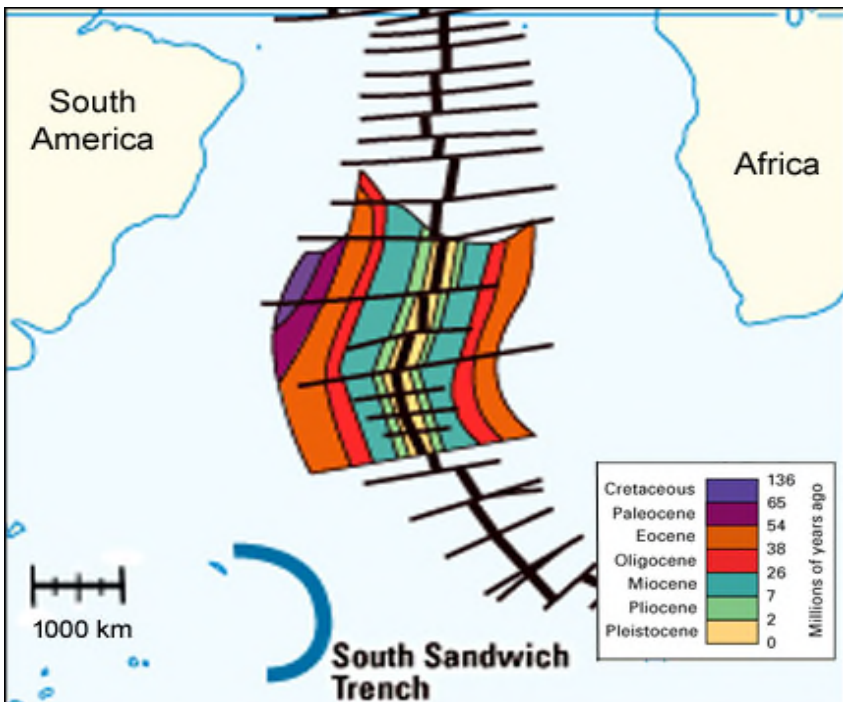 0°
South
America
Africa
Cretaceous
Paleocene
Eocene
Oligocene
Miocene
Pliocene
Pleistocene
136
65
54
38
26
7
2
0
Millions of years ago
1000 km
South Sandwich
Trench